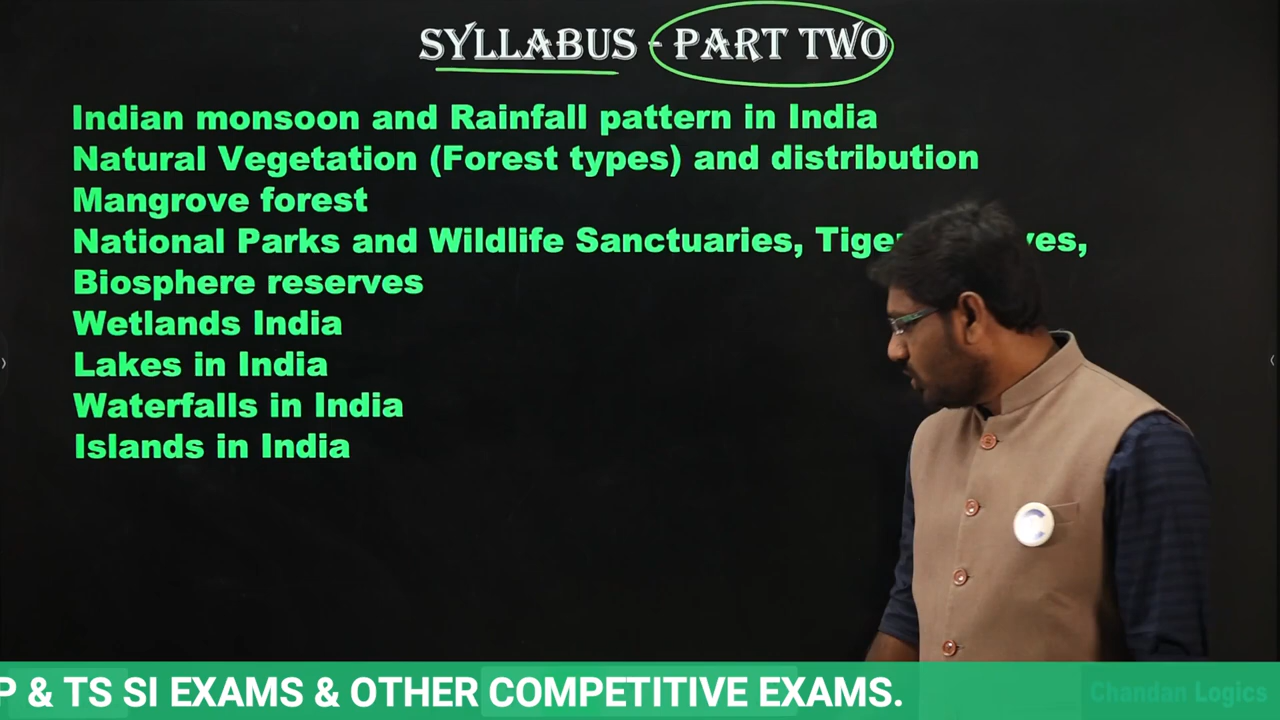 SYLLABUS - PART TWO
Indian monsoon and Rainfall pattern in India
Natural Vegetation (Forest types) and distribution
Mangrove forest
National Parks and Wildlife Sanctuaries,
Biosphere reserves
Wetlands India
Lakes in India
Waterfalls in India
Islands in India
P & TS SI EXAMS & OTHER COMPETITIVE EXAMS.
Chandan Logics